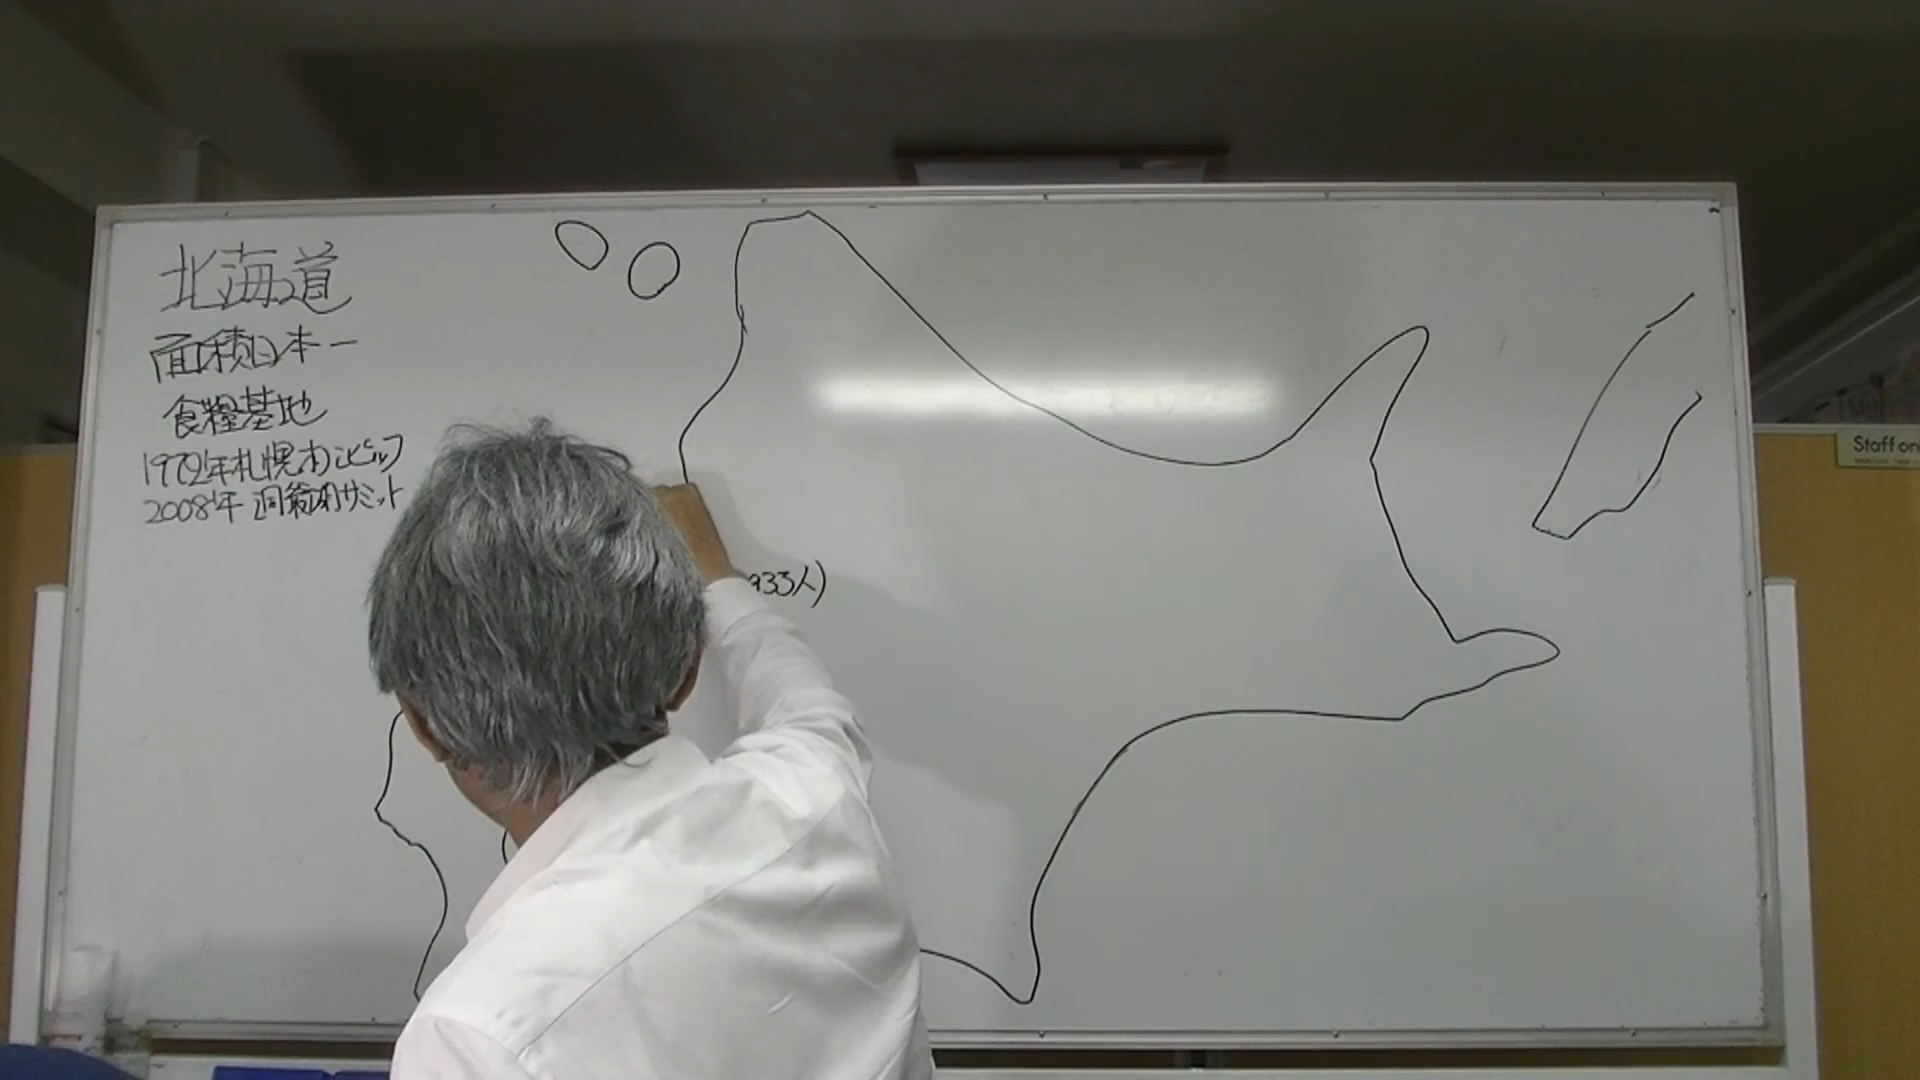 北海道
面積日本一
食糧基地
1972年札幌オリンピック
2008年洞爺湖サミット
933人)
Staff on